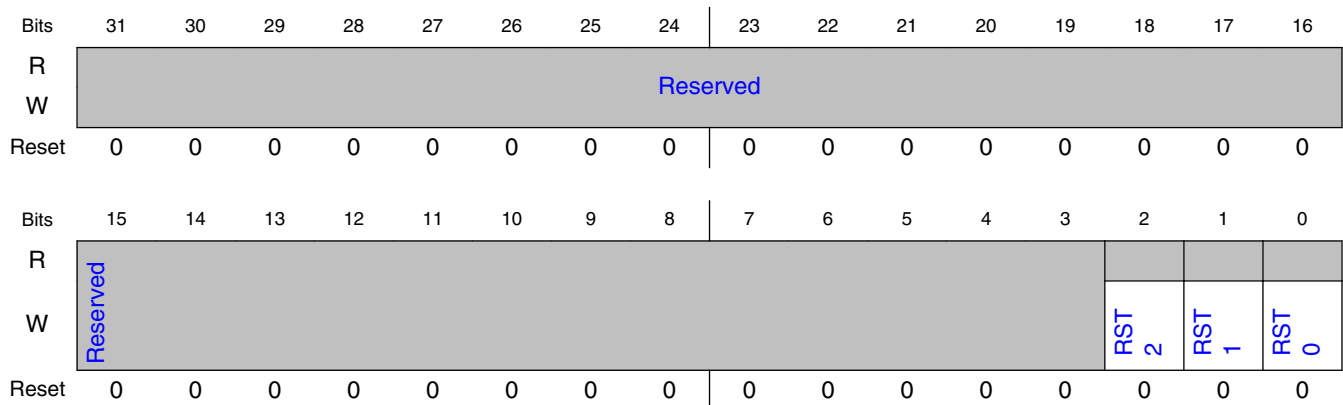 Bits 31 30 29 28 27 26 25 24 23 22 21 20 19 18 17 16
R
Reserved
W
Reset 0 0 0 0 0 0 0 0 0 0 0 0 0 0 0 0
Bits 15 14 13 12 11 10 9 8 7 6 5 4 3 2 1 0
R
Reserved
W
RST
2
RST
1
RST
0
Reset 0 0 0 0 0 0 0 0 0 0 0 0 0 0 0 0